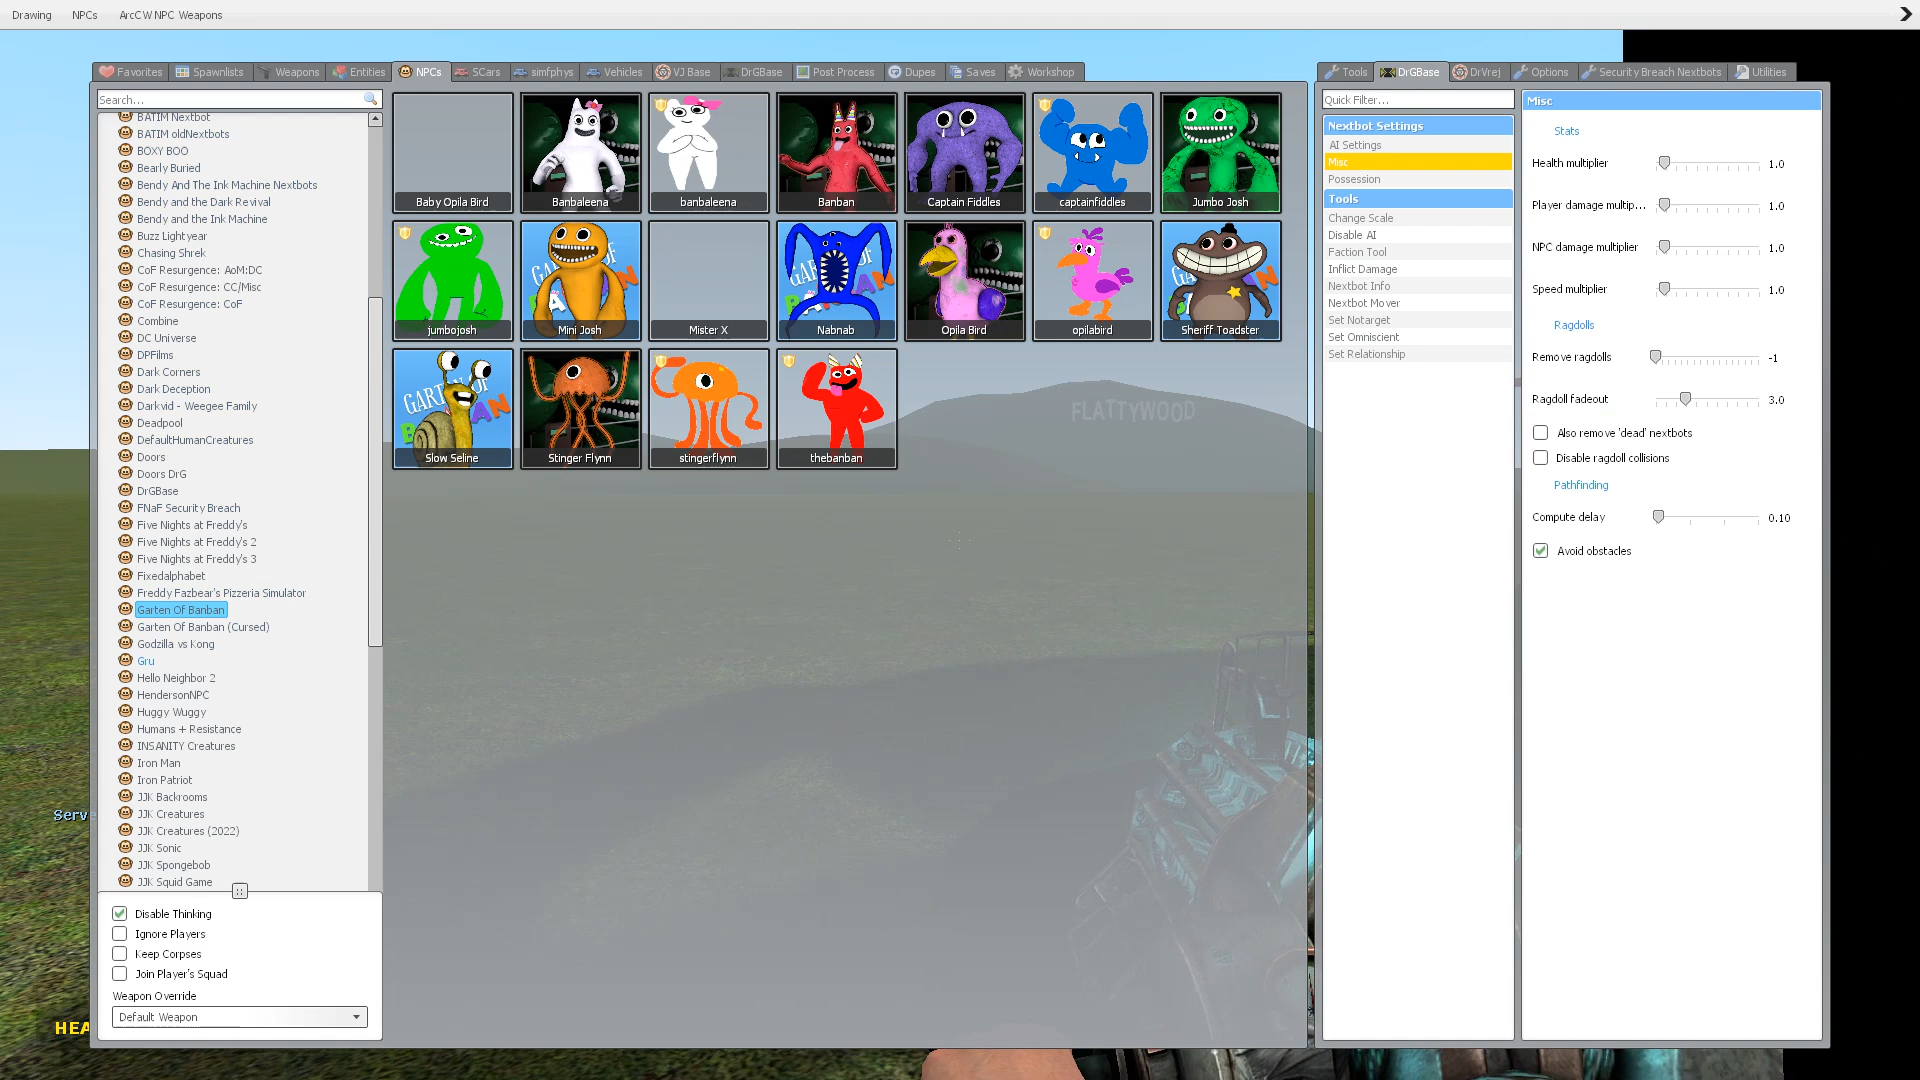 Drawing NPCs ArcCW NPC Weapons
Favorites Spawnlists Weapons Entities NPCs SCars simfphys Vehicles VJ Base DrGBase Post Process Dupes Saves Workshop
Search...
BATIM Nextbot
BATIM oldNextbots
BOXY BOO
Bearly Buried
Bendy And The Ink Machine Nextbots
Bendy and the Dark Revival
Bendy and the Ink Machine
Buzz Lightyear
Chasing Shrek
CoF Resurgence: AoM:DC
CoF Resurgence: CC/Misc
CoF Resurgence: CoF
Combine
DC Universe
DPFilms
Dark Corners
Dark Deception
Darkvid - Weegee Family
Deadpool
DefaultHumanCreatures
Doors
Doors DrG
DrGBase
FNaF Security Breach
Five Nights at Freddy's
Five Nights at Freddy's 2
Five Nights at Freddy's 3
Fixedalphabet
Freddy Fazbear's Pizzeria Simulator
Garten Of Banban
Garten Of Banban (Cursed)
Godzilla vs Kong
Gru
Hello Neighbor 2
HendersonNPC
Huggy Wuggy
Humans + Resistance
INSANITY Creatures
Iron Man
Iron Patriot
JJK Backrooms
JJK Creatures
JJK Creatures (2022)
JJK Sonic
JJK Spongebob
JJK Squid Game
Disable Thinking
Ignore Players
Keep Corpses
Join Player's Squad
Weapon Override
Default Weapon
Serv
HEA
Baby Opila Bird Banbaleena banbaleena Banban Captain Fiddles captainfiddles Jumbo Josh
jumbojosh Mini Josh Mister X Nabnab Opila Bird opilabird Sheriff Toadster
Slow Seline Stinger Flynn stingerflynn thebanban
FLATTYWOOD
Tools DrGBase DrVrej Options Security Breach Nextbots Utilities
Quick Filter...
Nextbot Settings
AI Settings
Misc
Possession
Tools
Change Scale
Disable AI
Faction Tool
Inflict Damage
Nextbot Info
Nextbot Mover
Set Notarget
Set Omniscient
Set Relationship
Misc
Stats
Health multiplier 1.0
Player damage multip... 1.0
NPC damage multiplier 1.0
Speed multiplier 1.0
Ragdolls
Remove ragdolls -1
Ragdoll fadeout 3.0
Also remove 'dead' nextbots
Disable ragdoll collisions
Pathfinding
Compute delay 0.10
Avoid obstacles